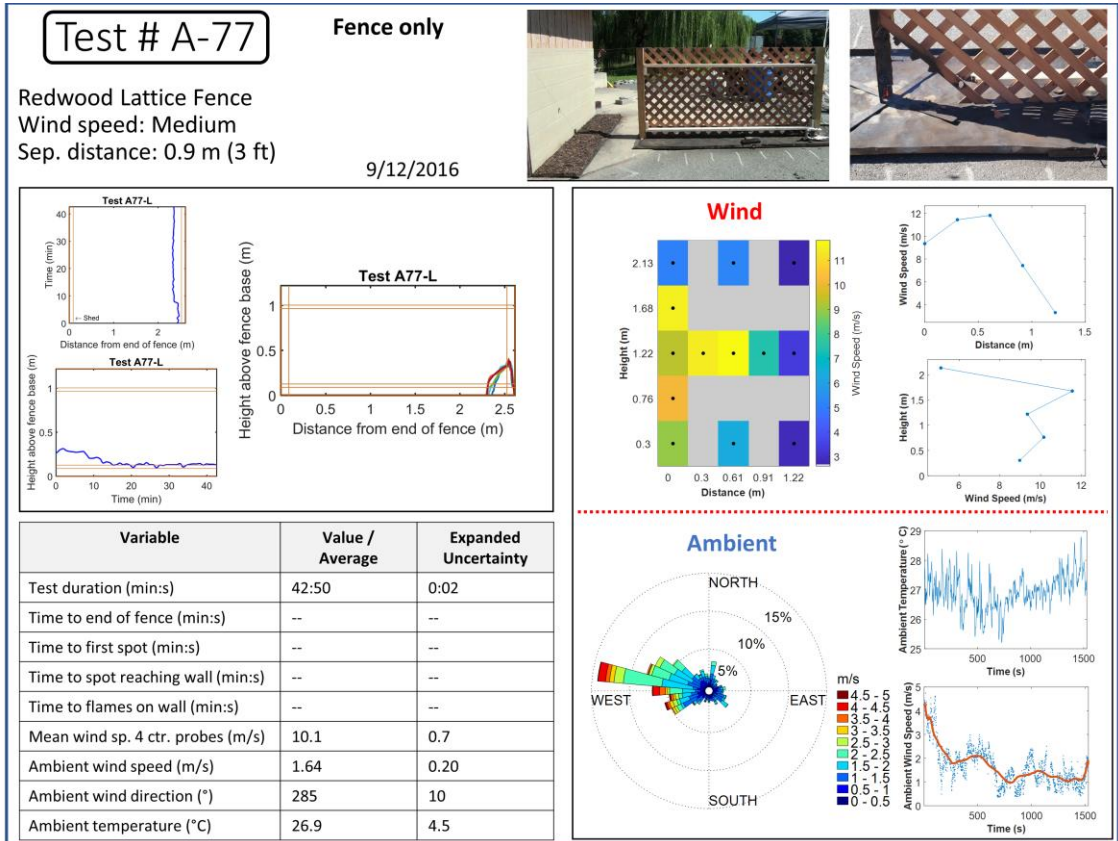 Test # A-77
Fence only
Redwood Lattice Fence
Wind speed: Medium
Sep. distance: 0.9 m (3 ft)
9/12/2016
Test A77-L
Time (min)
40
30
20
10
0
← Shed
0 1 2
Distance from end of fence (m)
Test A77-L
Height above fence base (m)
1
0.5
0
0 10 20 30 40
Time (min)
Test A77-L
Height above fence base (m)
1
0.5
0
0 0.5 1 1.5 2 2.5
Distance from end of fence (m)
Wind
Height (m)
2.13
1.68
1.22
0.76
0.3
0 0.3 0.61 0.91 1.22
Distance (m)
11
10
9
8
7
6
5
4
3
Wind Speed (m/s)
Wind Speed (m/s)
12
10
8
6
4
0 0.5 1 1.5
Distance (m)
Height (m)
2
1.5
1
0.5
0
6 8 10 12
Wind Speed (m/s)
Variable Value / Average Expanded Uncertainty
Test duration (min:s) 42:50 0:02
Time to end of fence (min:s) -- --
Time to first spot (min:s) -- --
Time to spot reaching wall (min:s) -- --
Time to flames on wall (min:s) -- --
Mean wind sp. 4 ctr. probes (m/s) 10.1 0.7
Ambient wind speed (m/s) 1.64 0.20
Ambient wind direction (°) 285 10
Ambient temperature (°C) 26.9 4.5
Ambient
NORTH
15%
10%
5%
WEST
EAST
SOUTH
m/s
4.5 - 5
4 - 4.5
3.5 - 4
3 - 3.5
2.5 - 3
2 - 2.5
1.5 - 2
1 - 1.5
0.5 - 1
0 - 0.5
Ambient Temperature (° C)
29
28
27
26
25
500 1000 1500
Time (s)
Ambient Wind Speed (m/s)
5
4
3
2
1
0
500 1000 1500
Time (s)